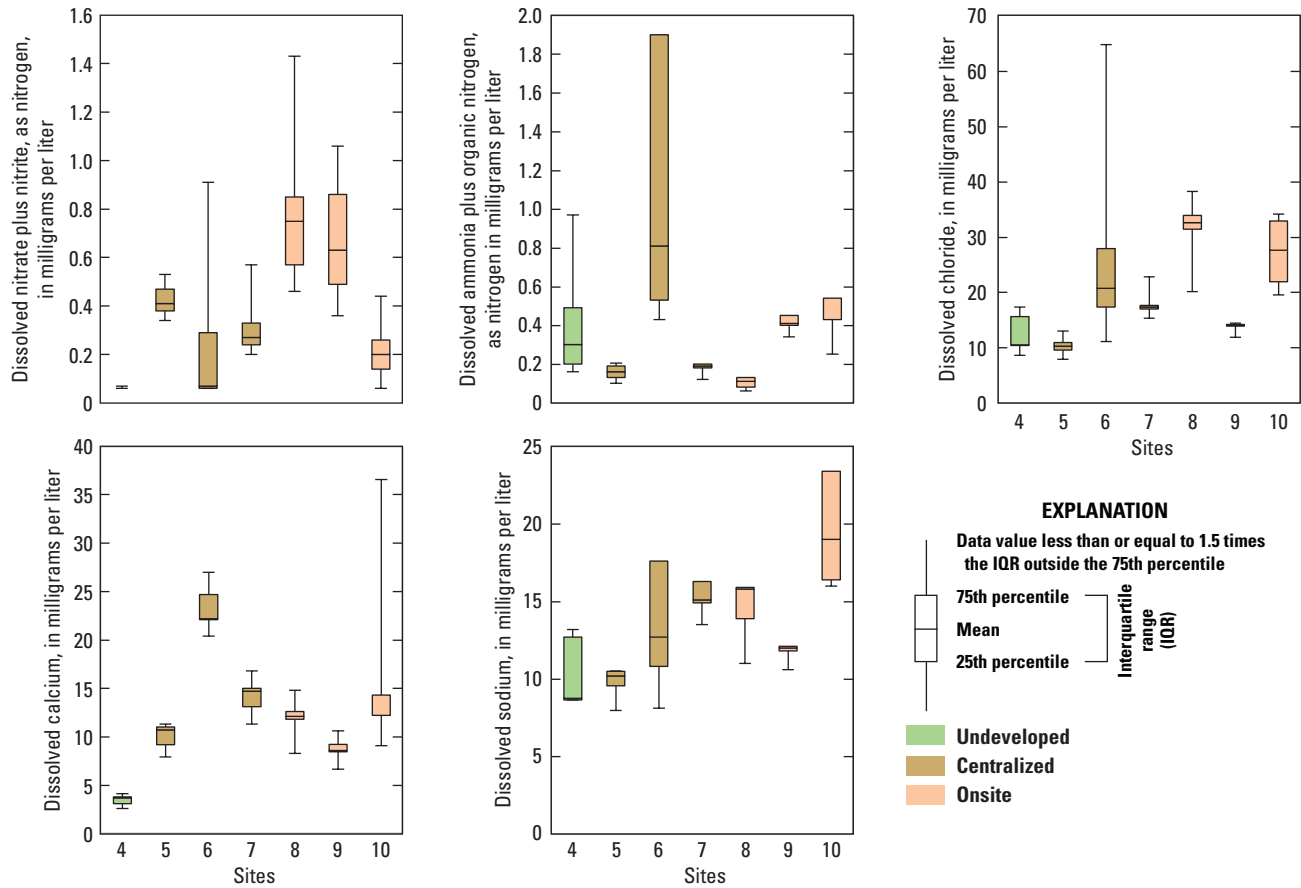 Dissolved nitrate plus nitrite, as nitrogen,
in milligrams per liter
1.6
1.4
1.2
1.0
0.8
0.6
0.4
0.2
0
Dissolved ammonia plus organic nitrogen,
as nitrogen in milligrams per liter
2.0
1.8
1.6
1.4
1.2
1.0
0.8
0.6
0.4
0.2
0
Dissolved chloride, in milligrams per liter
70
60
50
40
30
20
10
0
4 5 6 7 8 9 10
Sites
Dissolved calcium, in milligrams per liter
40
35
30
25
20
15
10
5
0
4 5 6 7 8 9 10
Sites
Dissolved sodium, in milligrams per liter
25
20
15
10
5
0
4 5 6 7 8 9 10
Sites
EXPLANATION
Data value less than or equal to 1.5 times
the IQR outside the 75th percentile
75th percentile
Mean
25th percentile
Interquartile
range
(IQR)
Undeveloped
Centralized
Onsite